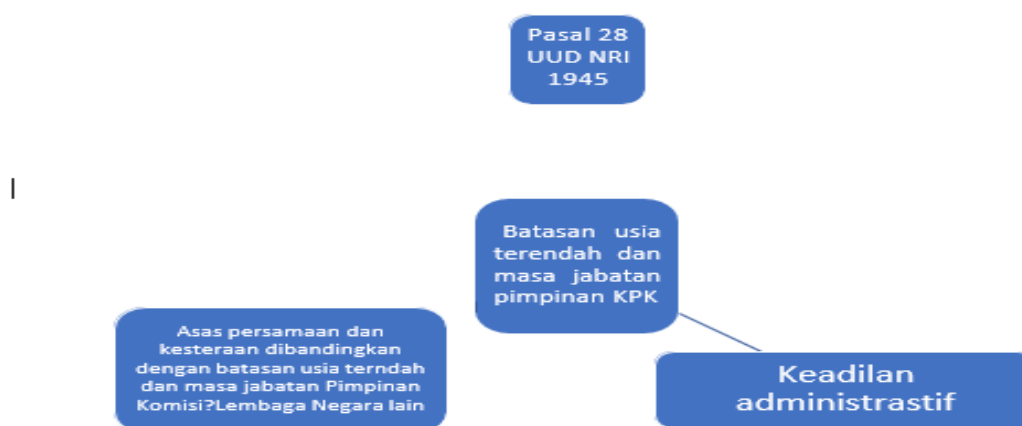 Pasal 28
UUD NRI
1945
Batasan usia
terendah dan
masa jabatan
pimpinan KPK
Asas persamaan dan
kesteraan dibandingkan
dengan batasan usia terndah
dan masa jabatan Pimpinan
Komisi?Lembaga Negara lain
Keadilan
administrastif